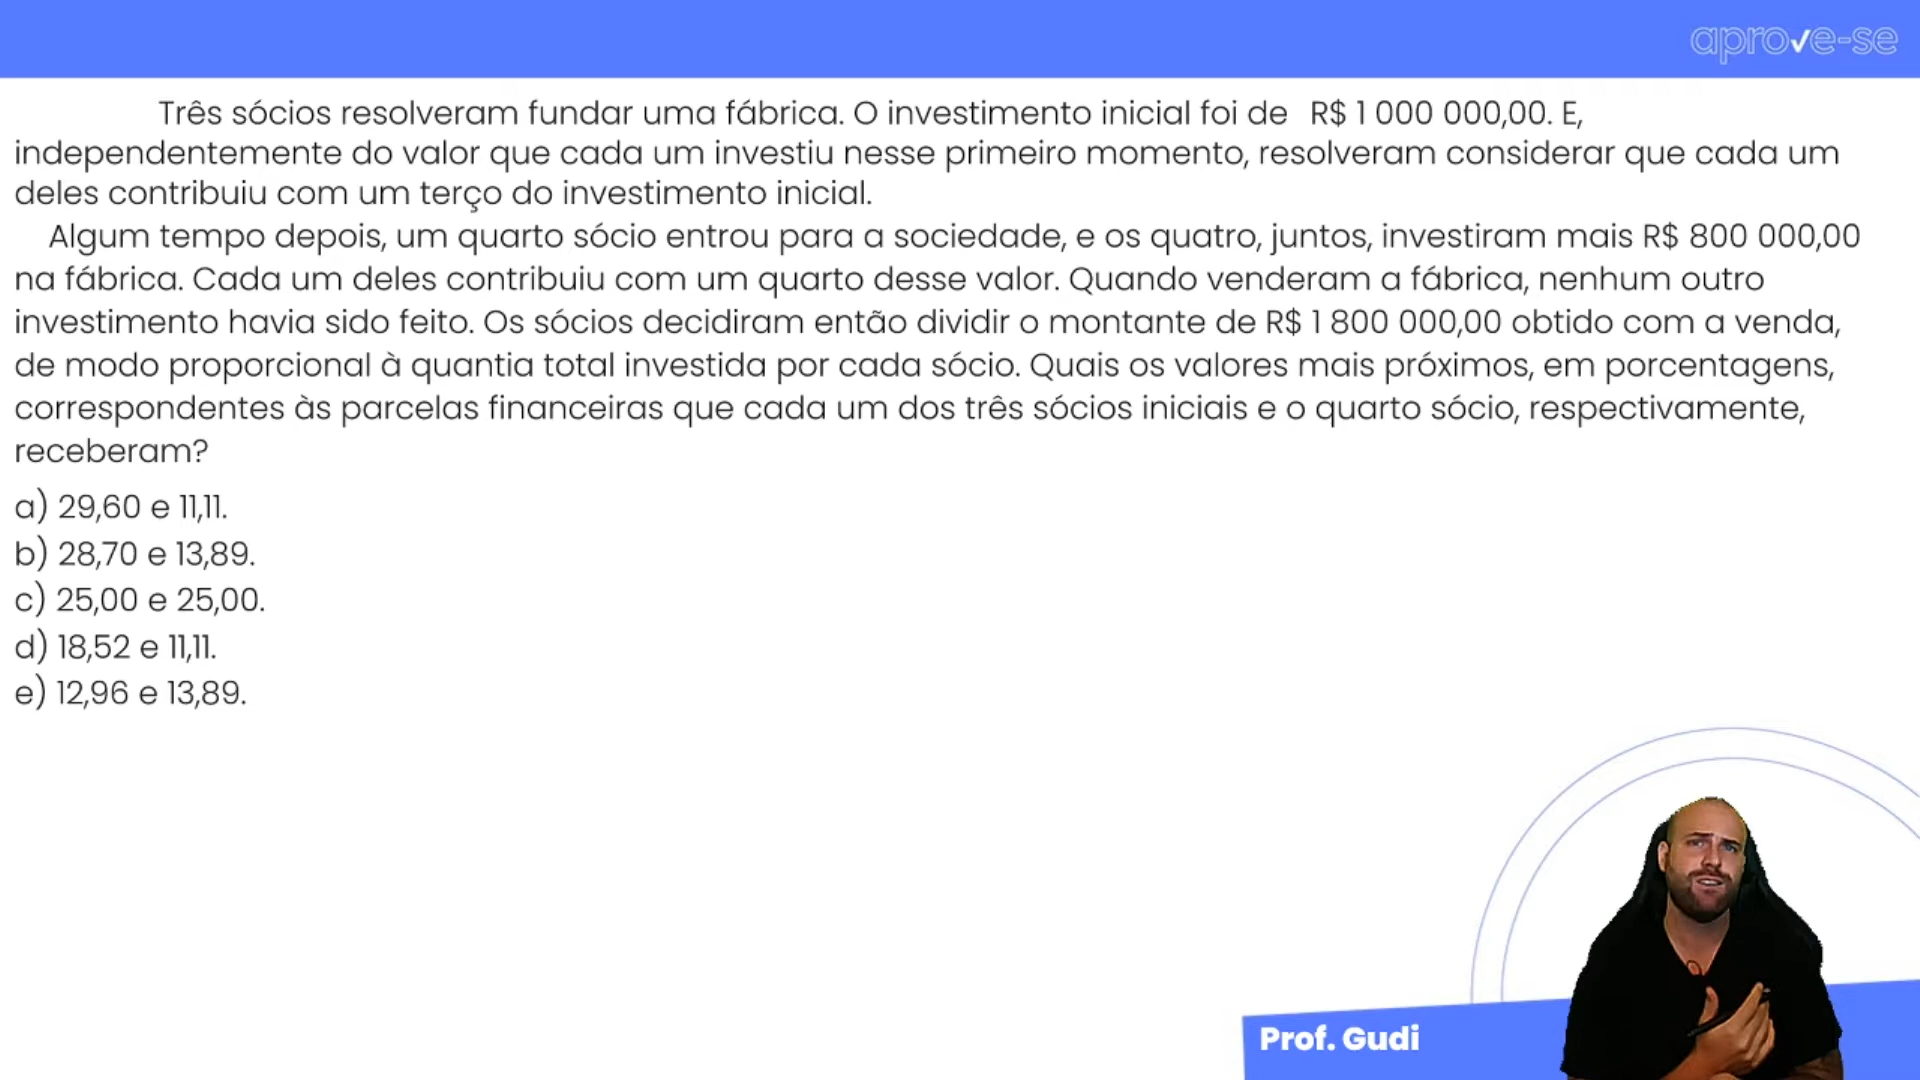 aprove-se
Três sócios resolveram fundar uma fábrica. O investimento inicial foi de R$ 1 000 000,00. E,
independentemente do valor que cada um investiu nesse primeiro momento, resolveram considerar que cada um
deles contribuiu com um terço do investimento inicial.
Algum tempo depois, um quarto sócio entrou para a sociedade, e os quatro, juntos, investiram mais R$ 800 000,00
na fábrica. Cada um deles contribuiu com um quarto desse valor. Quando venderam a fábrica, nenhum outro
investimento havia sido feito. Os sócios decidiram então dividir o montante de R$ 1 800 000,00 obtido com a venda,
de modo proporcional à quantia total investida por cada sócio. Quais os valores mais próximos, em porcentagens,
correspondentes às parcelas financeiras que cada um dos três sócios iniciais e o quarto sócio, respectivamente,
receberam?
a) 29,60 e 11,11.
b) 28,70 e 13,89.
c) 25,00 e 25,00.
d) 18,52 e 11,11.
e) 12,96 e 13,89.
Prof. Gudi